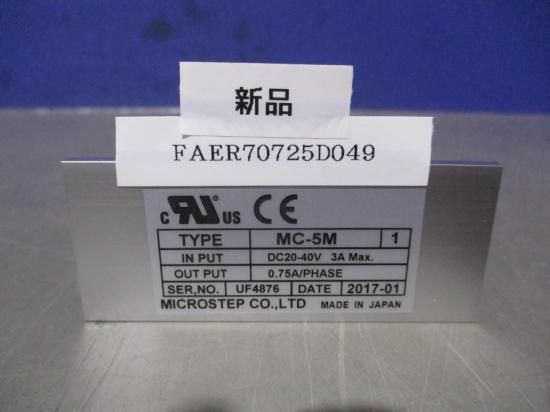 新品
FAER70725D049
c RU US CE
TYPE MC-5M 1
IN PUT DC20-40V 3A Max.
OUT PUT 0.75A/PHASE
SER,NO. UF4876 DATE 2017-01
MICROSTEP CO.,LTD MADE IN JAPAN